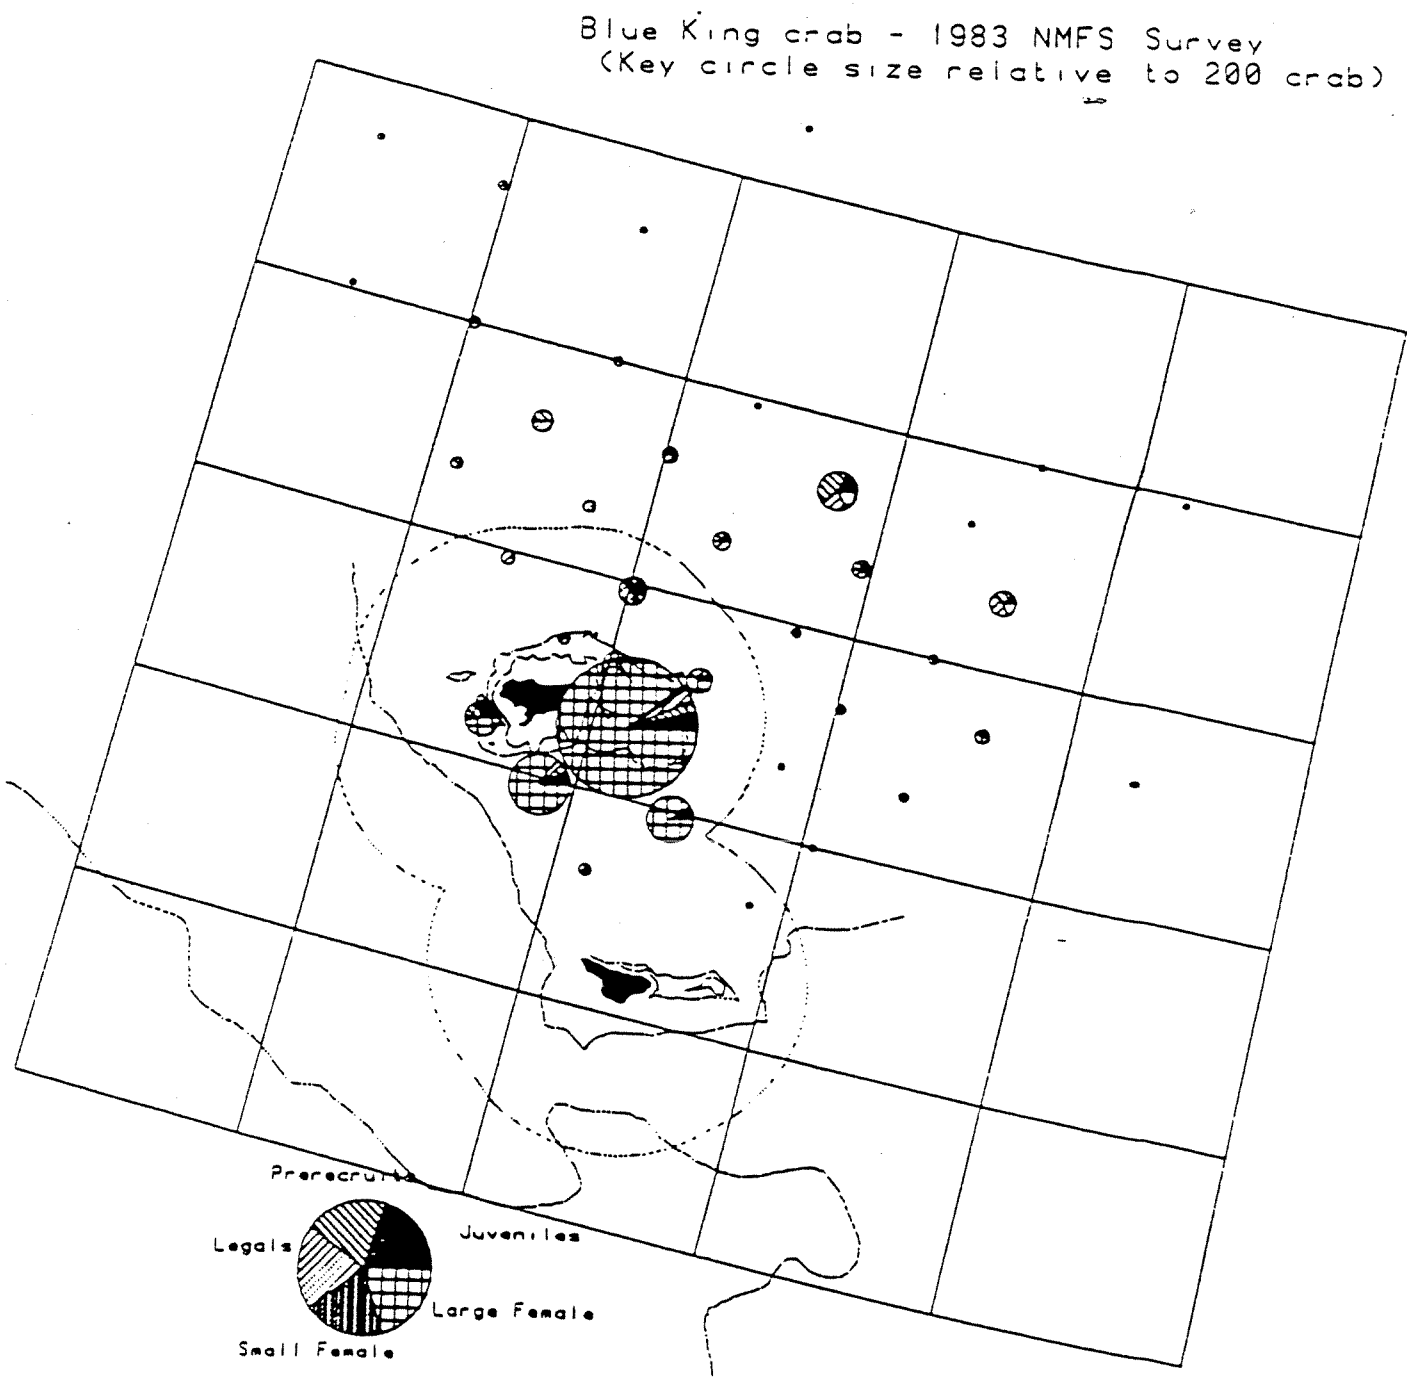 Blue King crab - 1983 NMFS Survey
(Key circle size relative to 200 crab)
Prerecruits
Juveniles
Legals
Large Female
Small Female